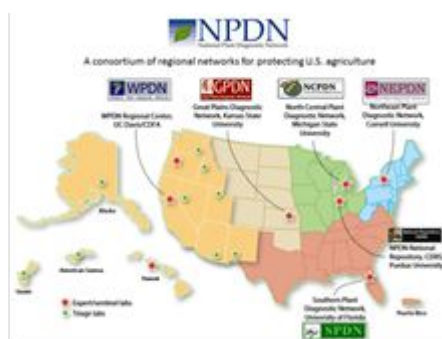 NPDN
National Plant Diagnostic Network
A consortium of regional networks for protecting U.S. agriculture
WPDN
GPDN
NCPDN
NEPDN
WPDN Regional Center,
UC Davis/CDFA
Great Plains Diagnostic
Network, Kansas State
University
North Central Plant
Diagnostic Network,
Michigan State
University
Northeast Plant
Diagnostic Network,
Cornell University
Alaska
American Samoa
Guam
Hawaii
NPDN National
Repository, CERIS
Purdue University
Expert/sentinel labs
Triage labs
Southern Plant
Diagnostic Network,
University of Florida
SPDN
Puerto Rico